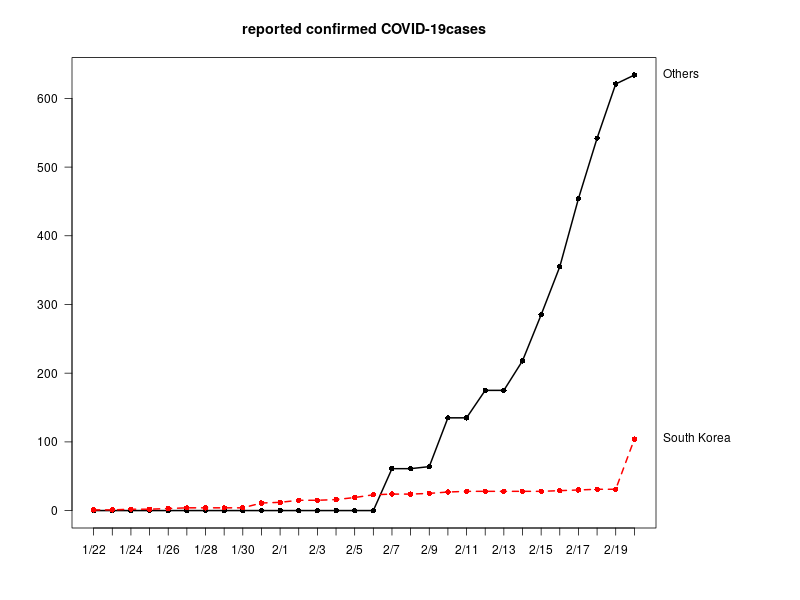 reported confirmed COVID-19cases
Others
600
500
400
300
200
100
South Korea
0
1/22 1/24 1/26 1/28 1/30 2/1 2/3 2/5 2/7 2/9 2/11 2/13 2/15 2/17 2/19